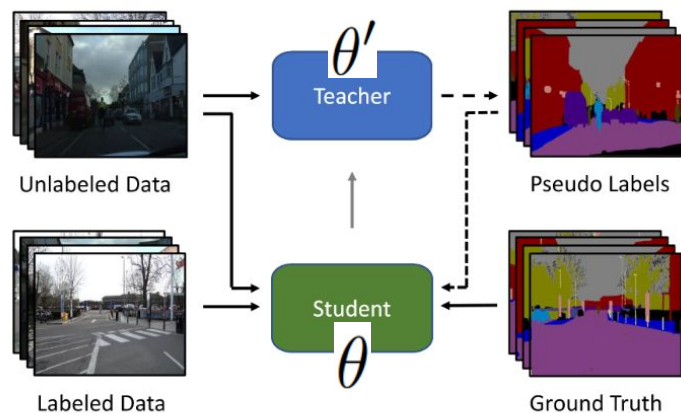 θ′
Teacher
Unlabeled Data
Pseudo Labels
Student
θ
Labeled Data
Ground Truth